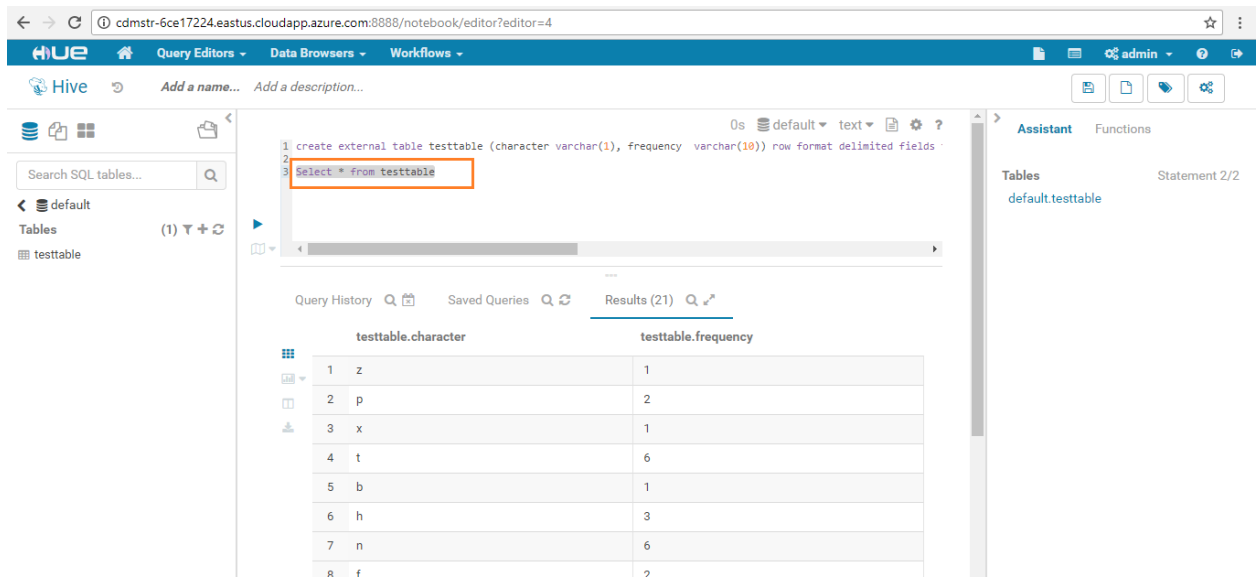 cdmstr-6ce17224.eastus.cloudapp.azure.com:8888/notebook/editor?editor=4
HUE Query Editors Data Browsers Workflows admin ?
Hive Add a name... Add a description...
0s default text ?
Assistant Functions
1 create external table testtable (character varchar(1), frequency varchar(10)) row format delimited fields
2
3 Select * from testtable
Search SQL tables...
default
Tables (1)
testtable
Tables Statement 2/2
default.testtable
Query History Saved Queries Results (21)
testtable.character testtable.frequency
1 z 1
2 p 2
3 x 1
4 t 6
5 b 1
6 h 3
7 n 6
8 f 2